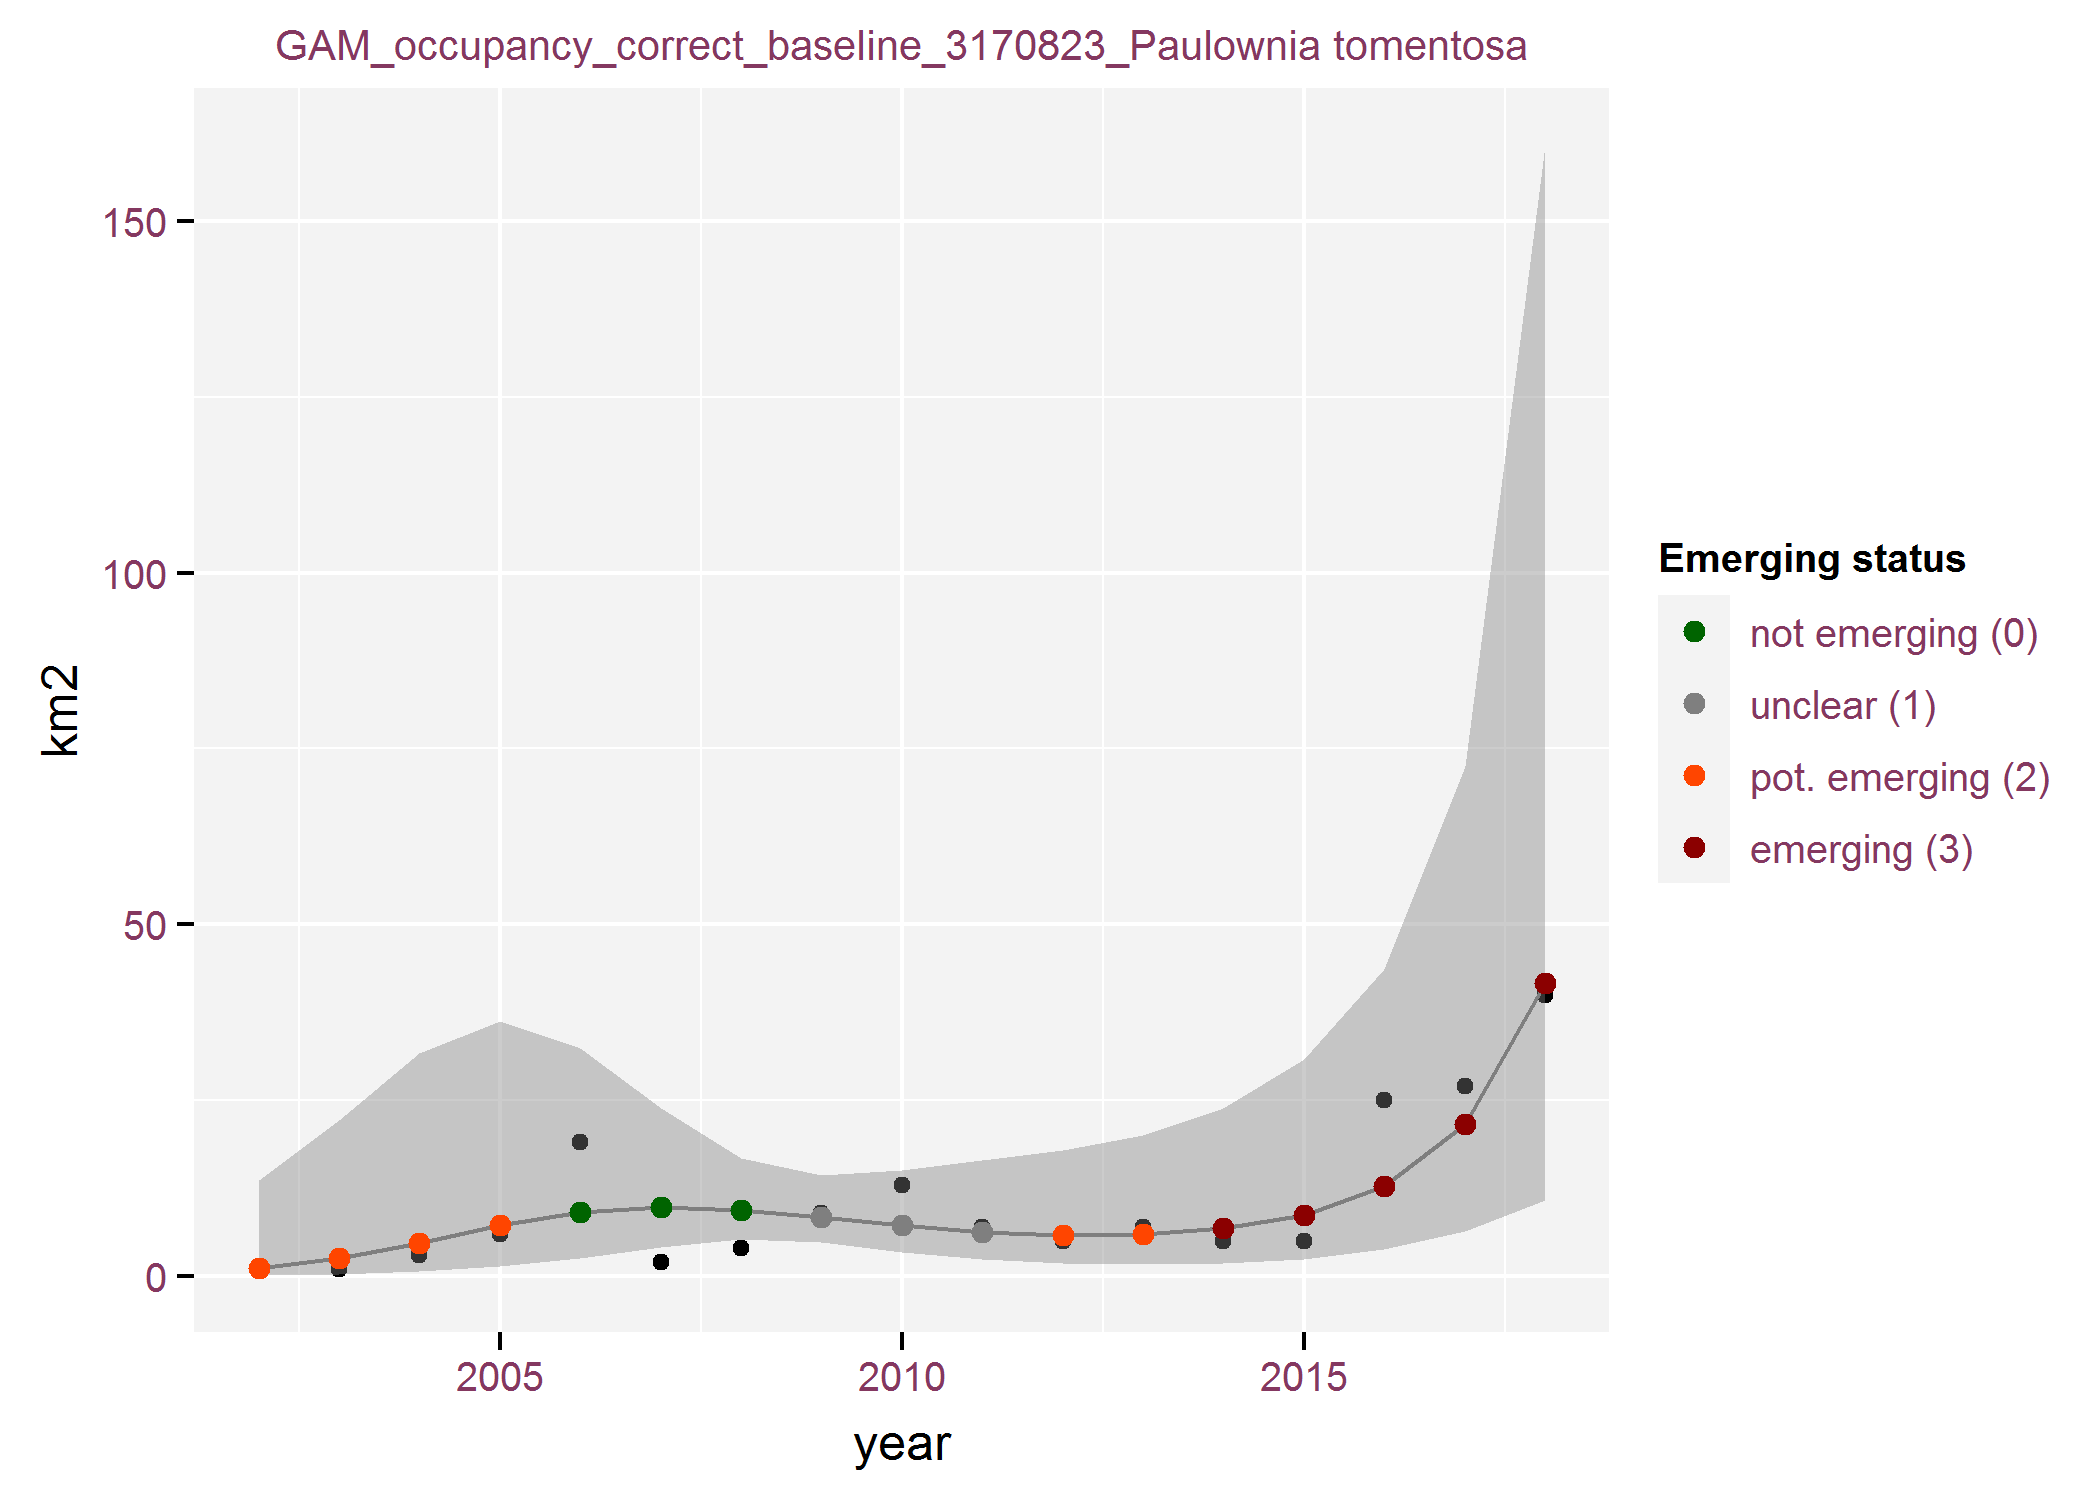 GAM_occupancy_correct_baseline_3170823_Paulownia tomentosa
150
100
50
0
km2
2005 2010 2015
year
Emerging status
not emerging (0)
unclear (1)
pot. emerging (2)
emerging (3)